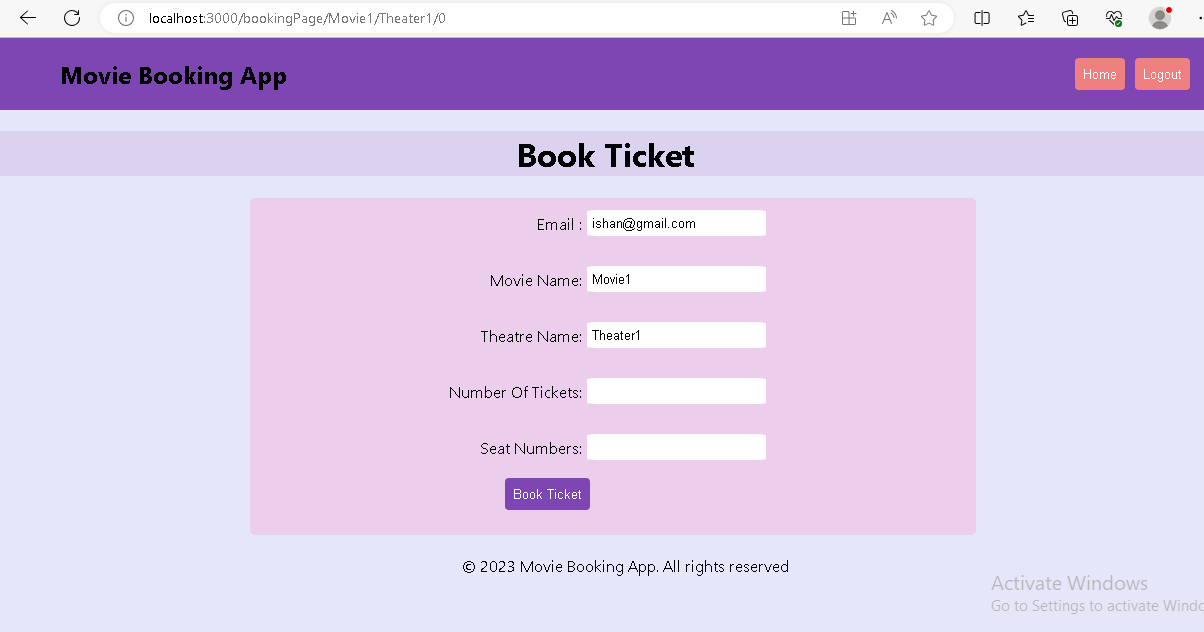 localhost:3000/bookingPage/Movie1/Theater1/0
Movie Booking App
Home
Logout
Book Ticket
Email : ishan@gmail.com
Movie Name: Movie1
Theatre Name: Theater1
Number Of Tickets:
Seat Numbers:
Book Ticket
© 2023 Movie Booking App. All rights reserved
Activate Windows
Go to Settings to activate